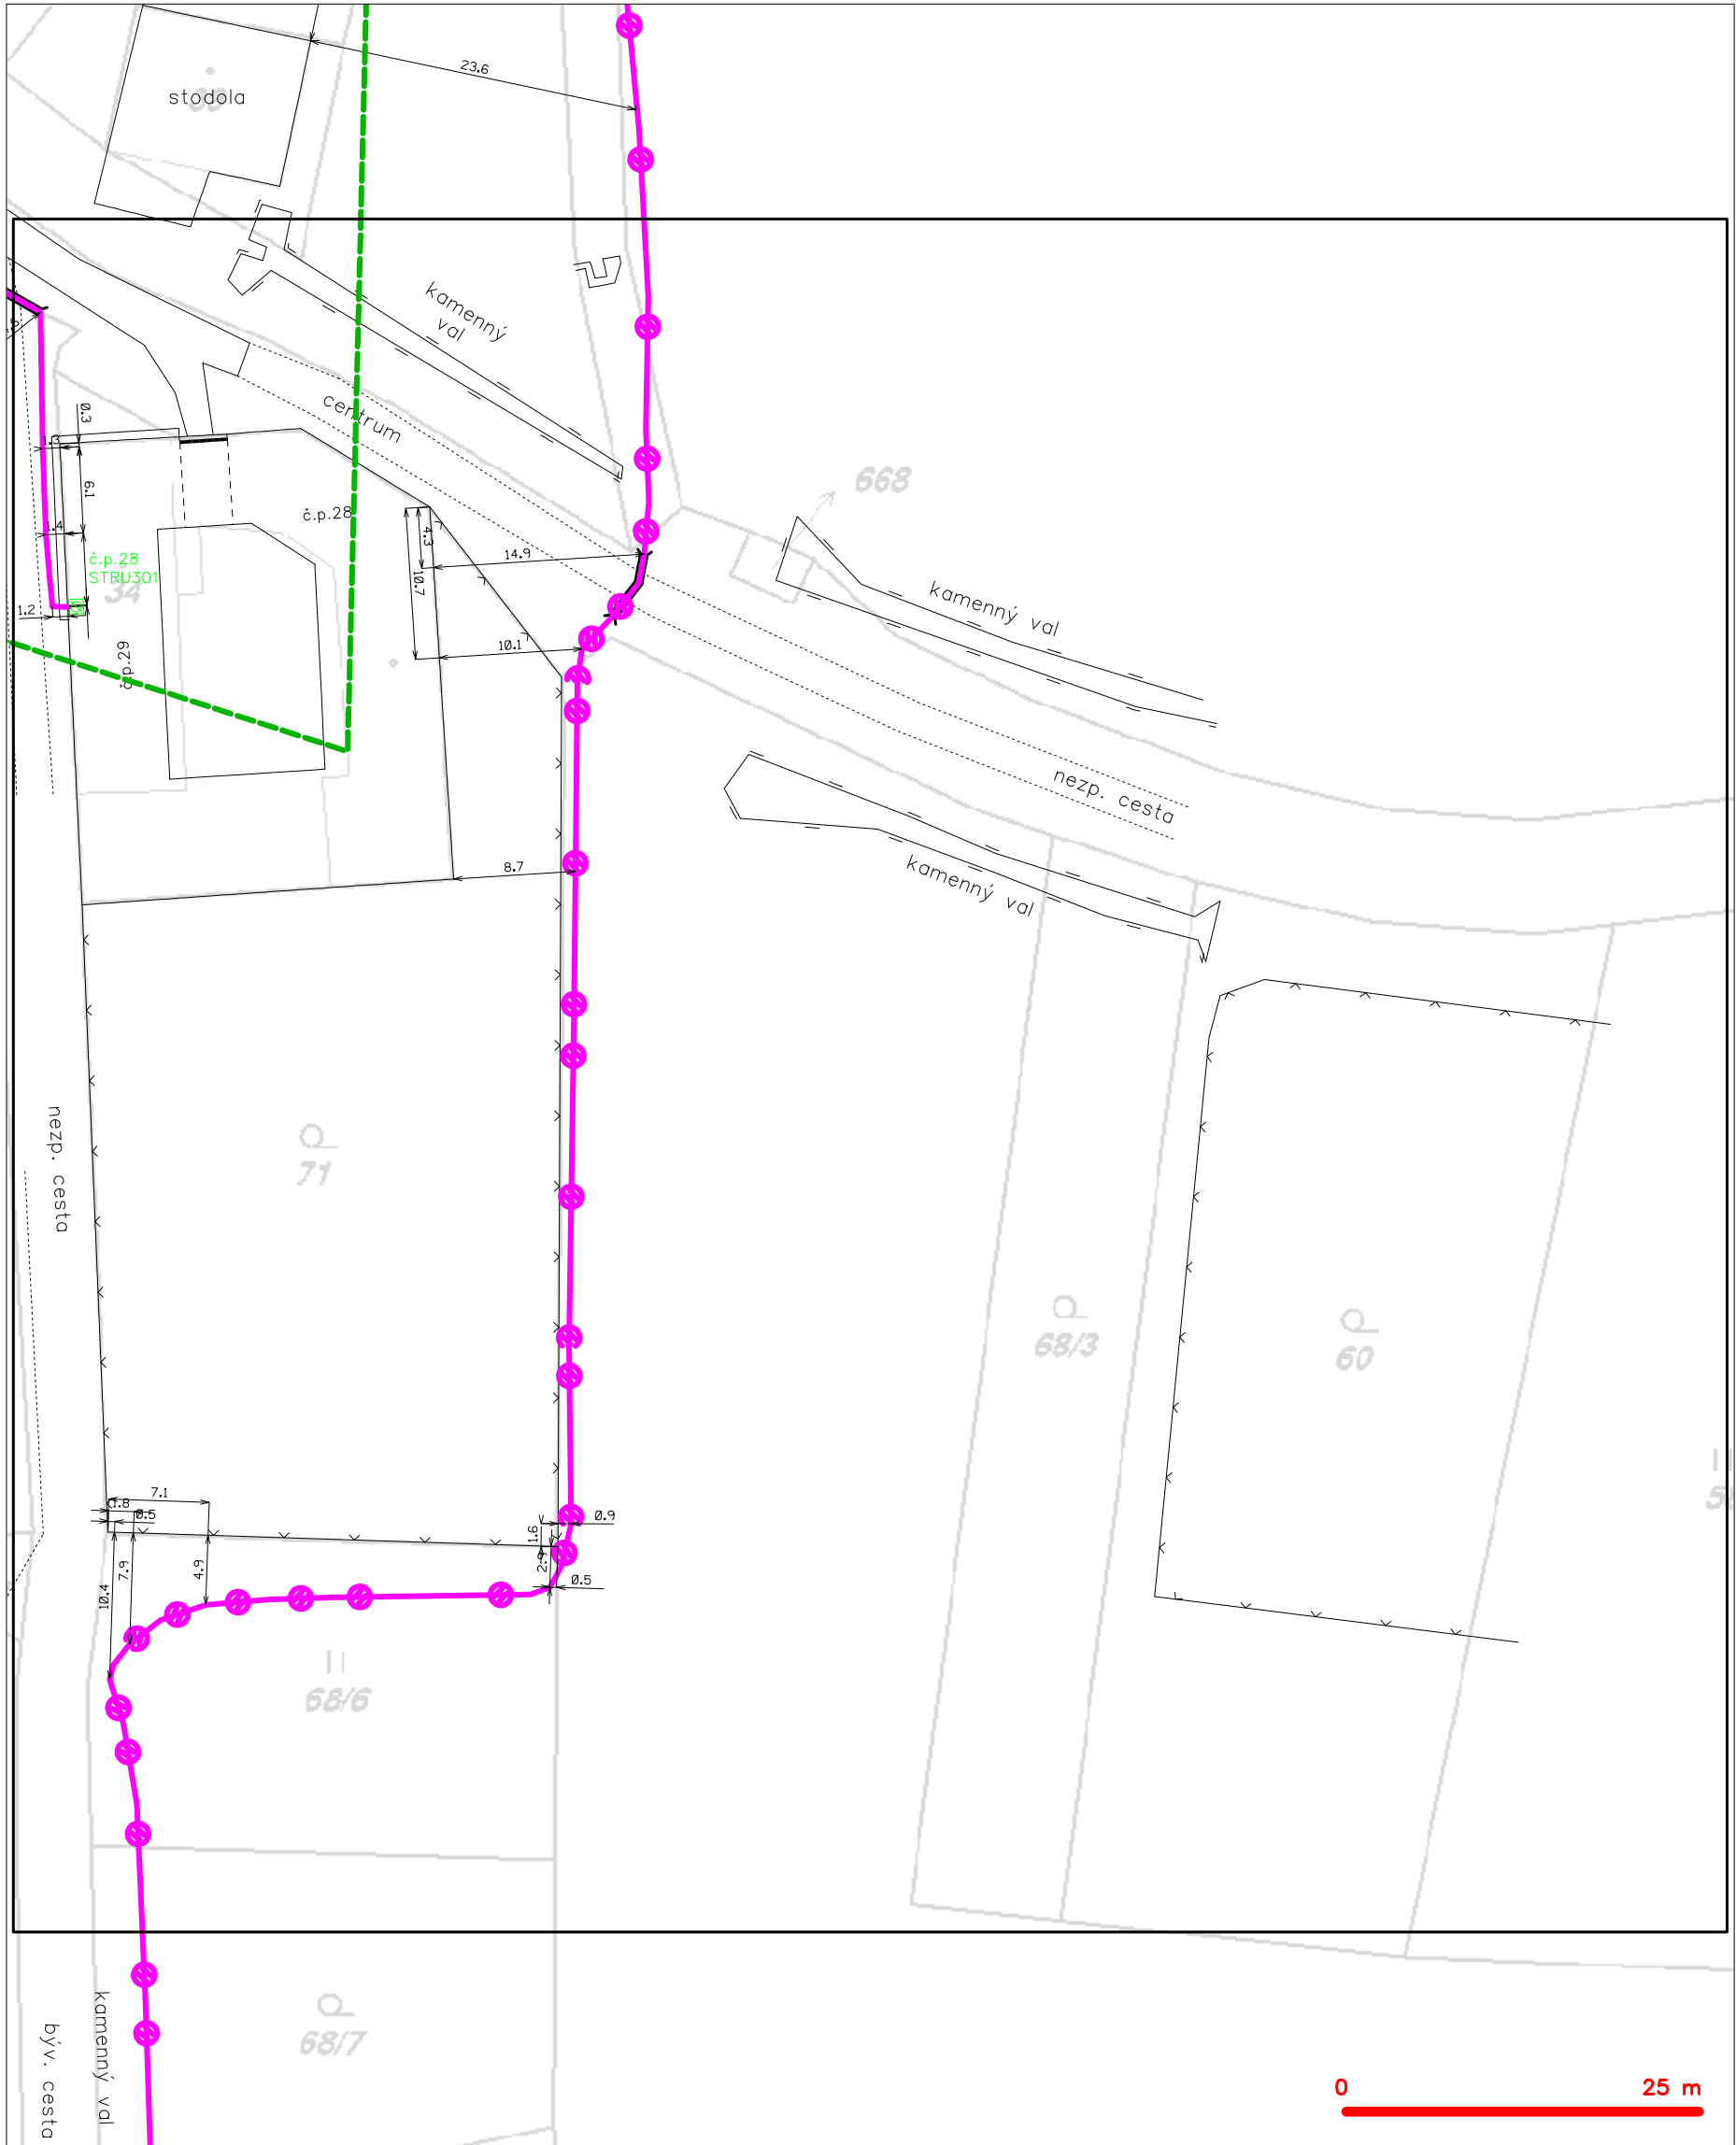 23.6
stodola
kamenný
val
centrum
0.3
1.3
6.1
1.4
č.p.28
4.3
14.9
10.7
10.1
668
kamenný val
č.p.28
STRU301
34
1.2
č.p.29
nezp. cesta
8.7
kamenný val
nezp. cesta
71
68/3
60
7.1
1.8
0.5
0.9
1.6
2.9
0.5
4.9
7.9
10.4
68/6
68/7
kamenný val
býv. cesta
0 25 m